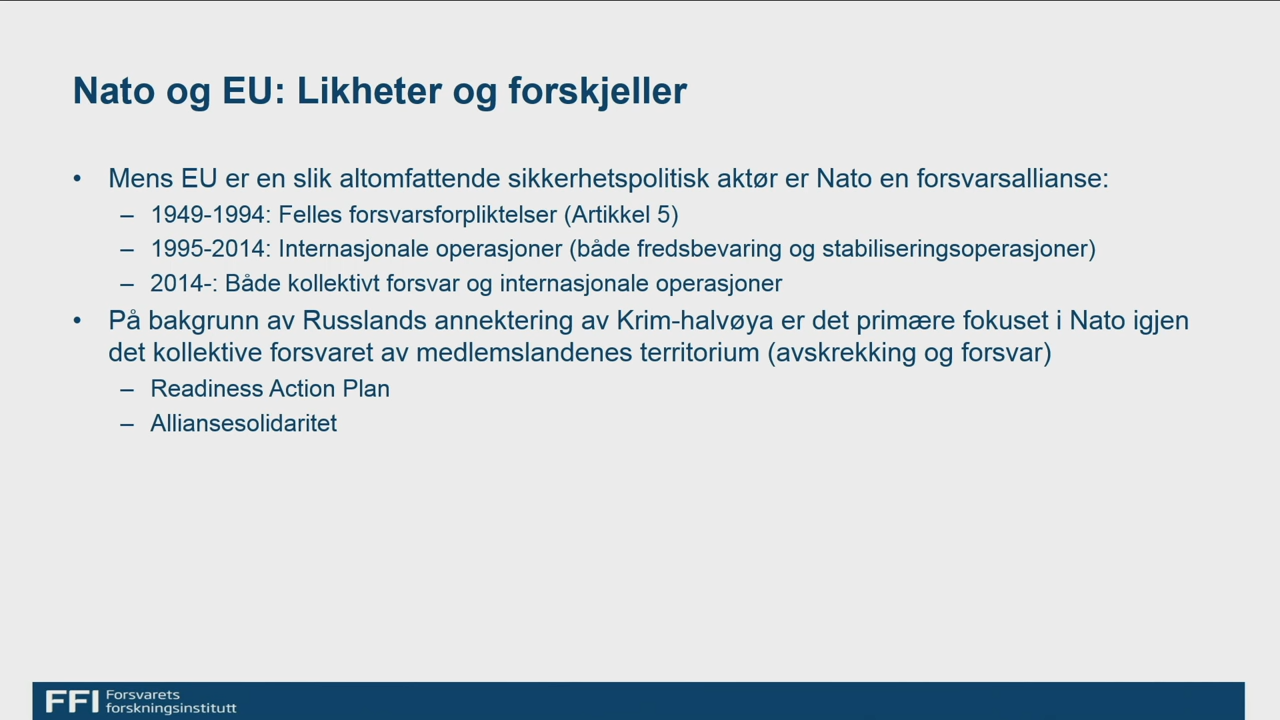 Nato og EU: Likheter og forskjeller
• Mens EU er en slik altomfattende sikkerhetspolitisk aktør er Nato en forsvarsallianse:
– 1949-1994: Felles forsvarsforpliktelser (Artikkel 5)
– 1995-2014: Internasjonale operasjoner (både fredsbevaring og stabiliseringsoperasjoner)
– 2014-: Både kollektivt forsvar og internasjonale operasjoner
• På bakgrunn av Russlands annektering av Krim-halvøya er det primære fokuset i Nato igjen
det kollektive forsvaret av medlemslandenes territorium (avskrekking og forsvar)
– Readiness Action Plan
– Alliansesolidaritet
FFI Forsvarets
forskningsinstitutt